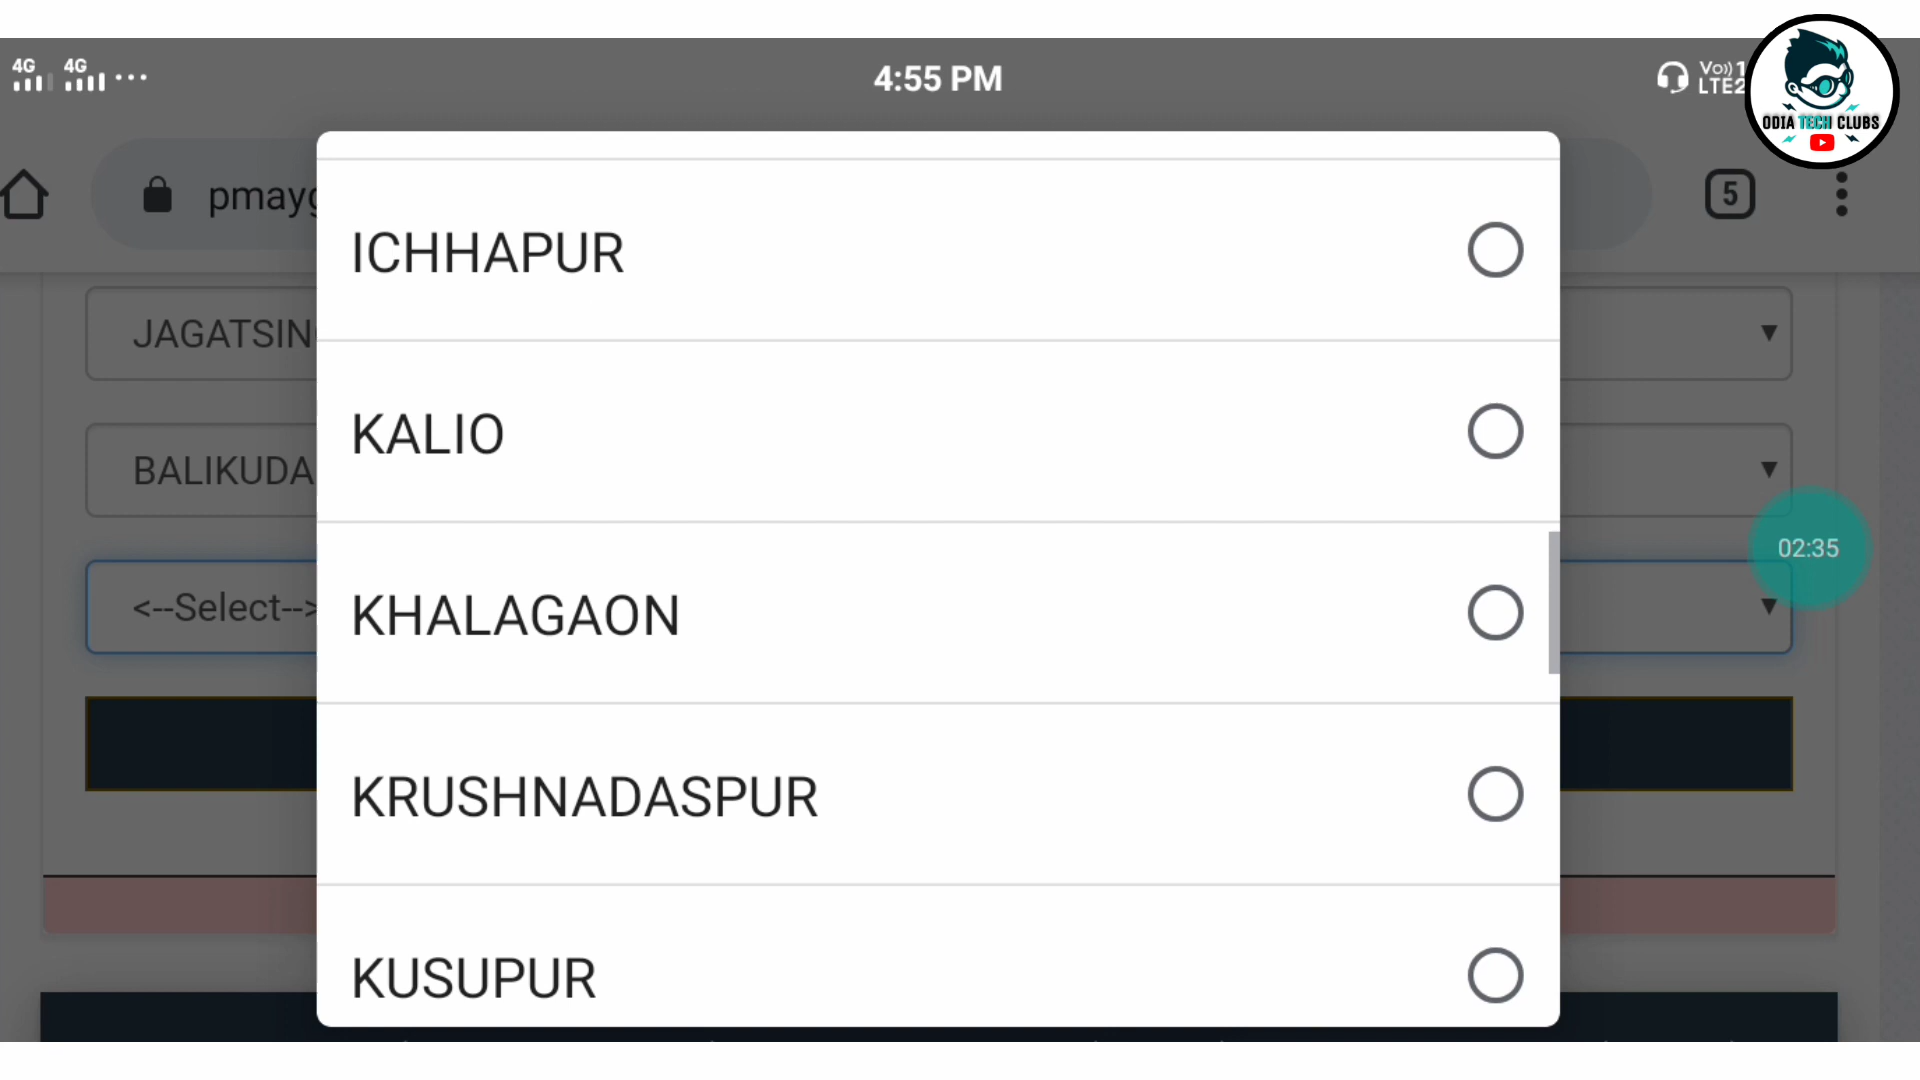 4G 4G
4:55 PM
Vo)) 1
LTE2
ODIA TECH CLUBS
5
ICHHAPUR
JAGATSIN
KALIO
BALIKUDA
02:35
<--Select-->
KHALAGAON
KRUSHNADASPUR
KUSUPUR